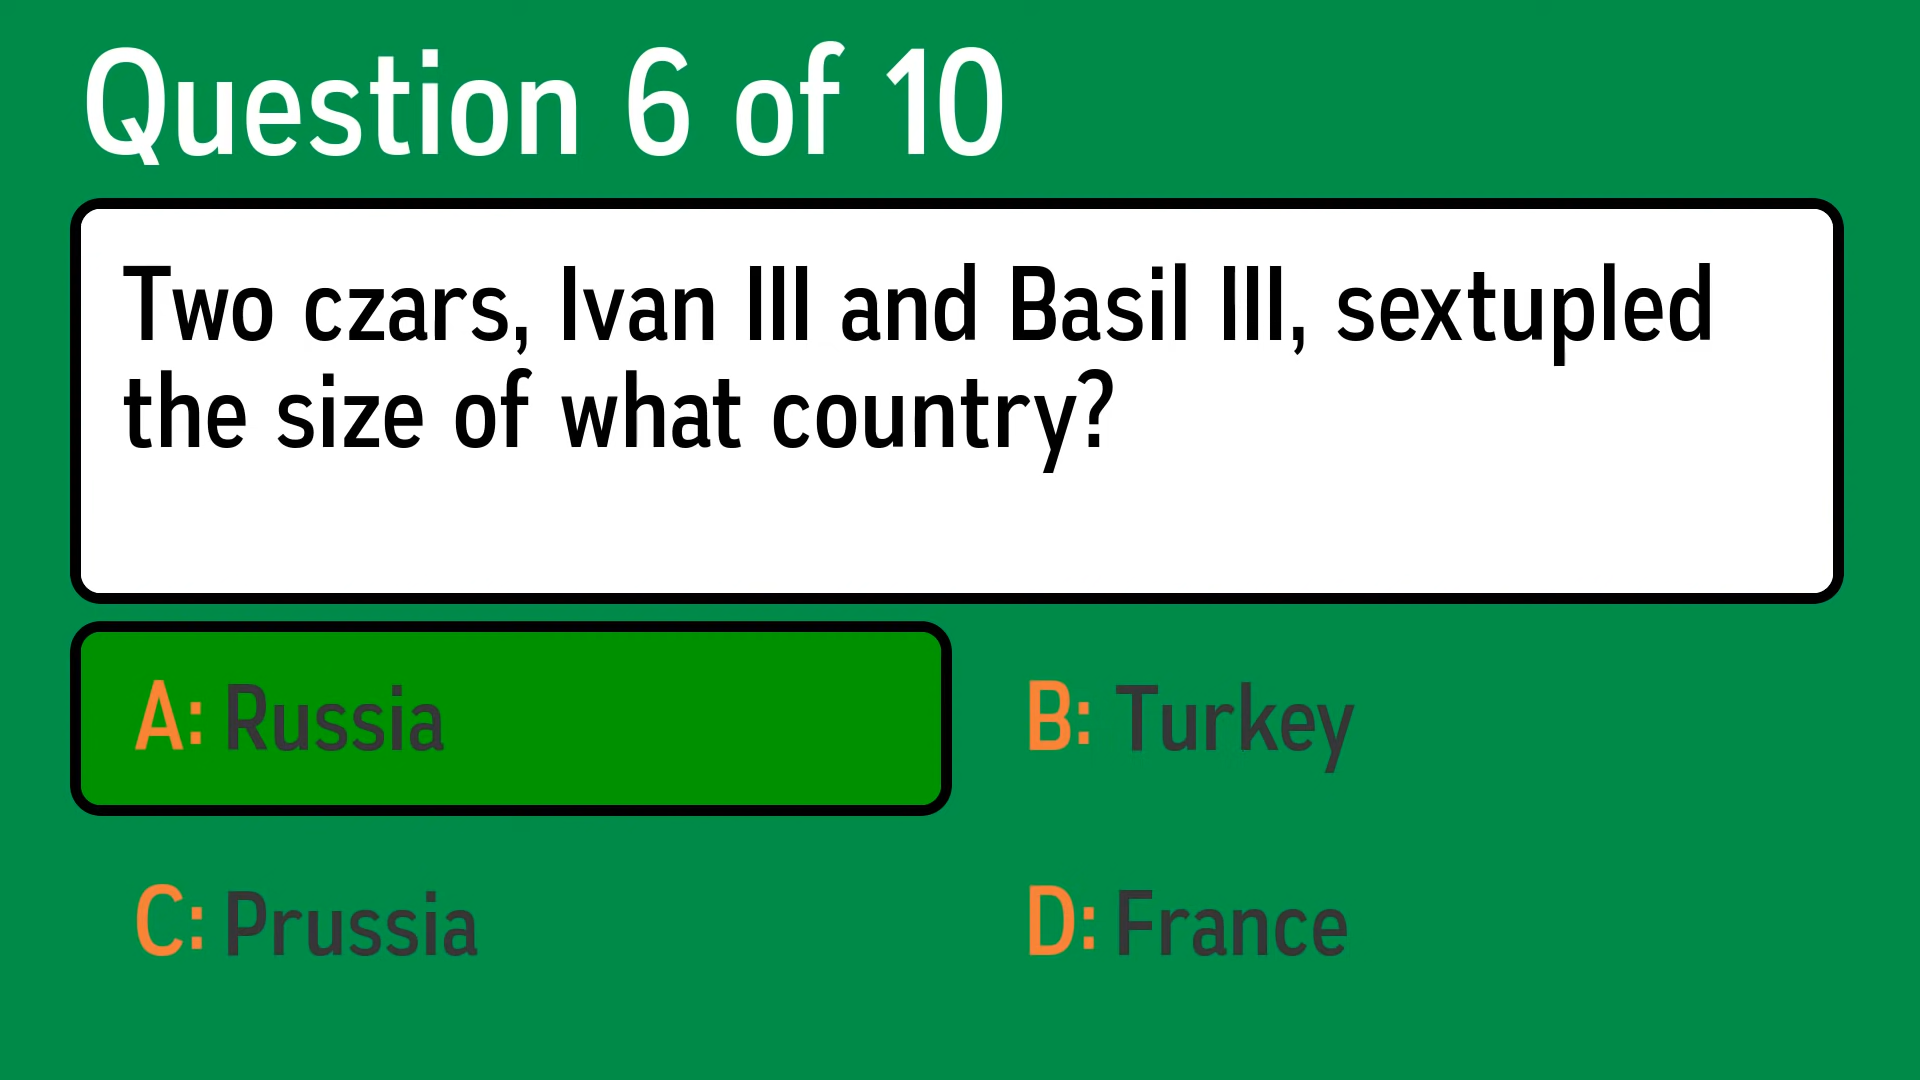 Question 6 of 10
Two czars, Ivan III and Basil III, sextupled
the size of what country?
A: Russia
B: Turkey
C: Prussia
D: France